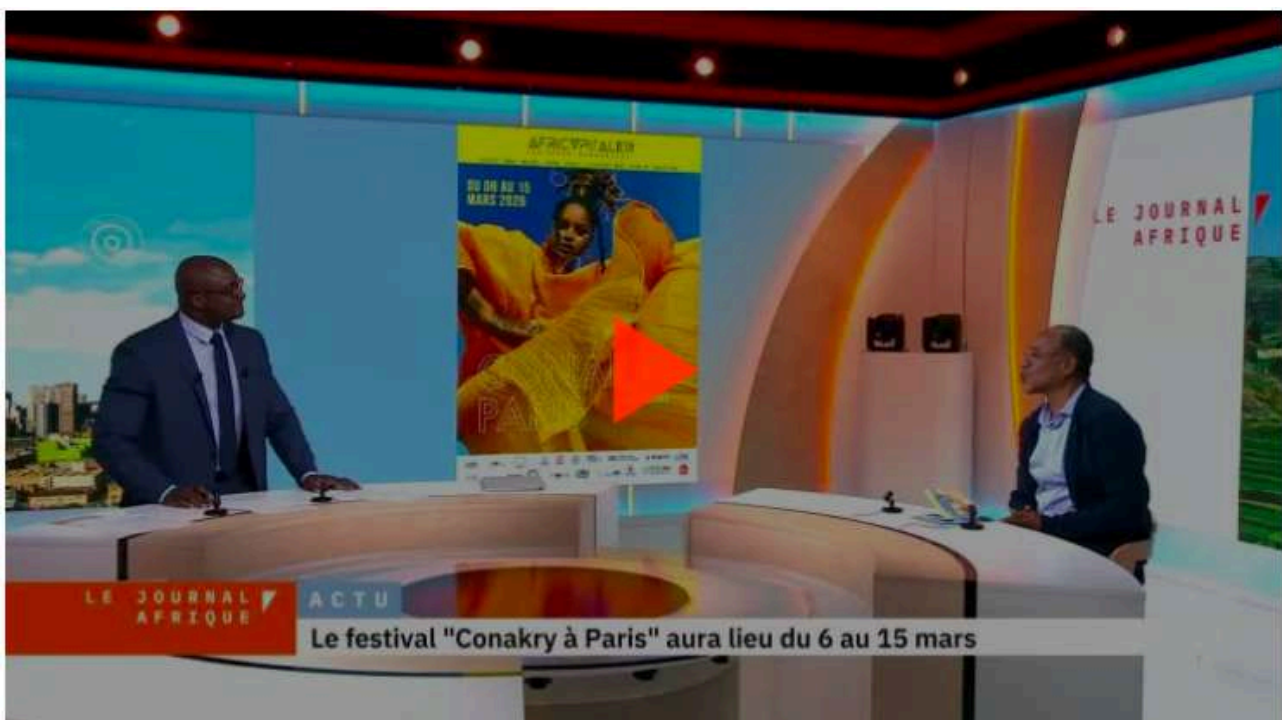 DU 06 AU 15
MARS 2026
LE JOURNAL
AFRIQUE
LE JOURNAL
AFRIQUE
ACTU
Le festival "Conakry à Paris" aura lieu du 6 au 15 mars